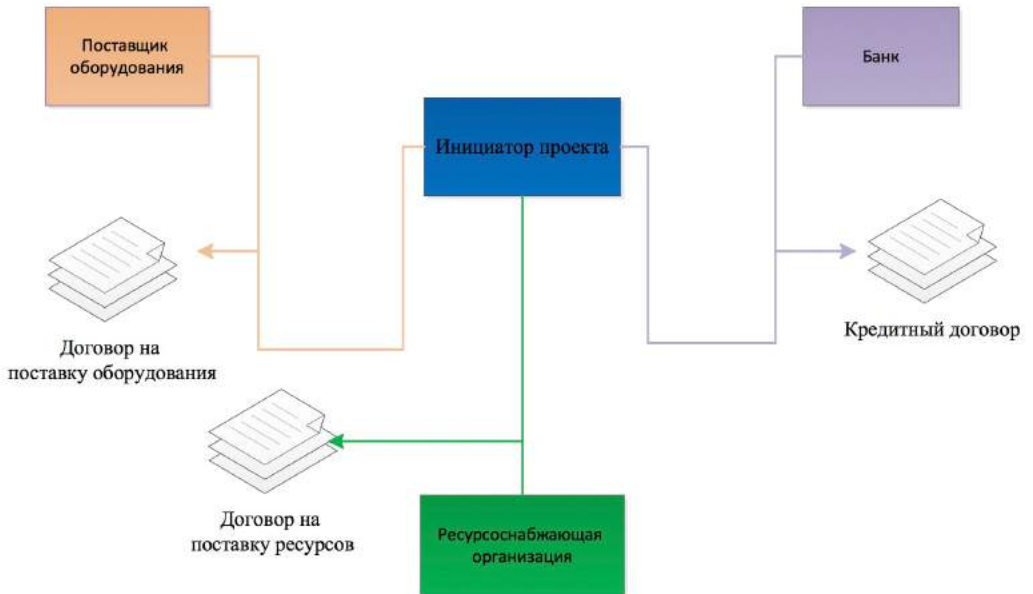 Поставщик
оборудования
Банк
Инициатор проекта
Кредитный договор
Договор на
поставку оборудования
Договор на
поставку ресурсов
Ресурсоснабжающая
организация